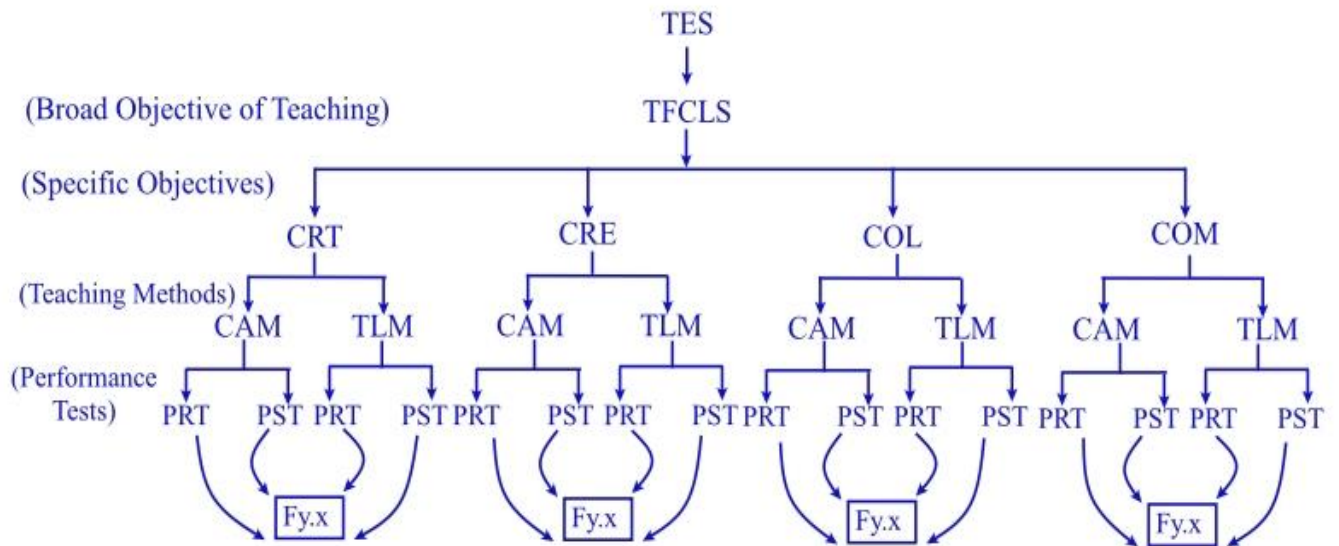 TES
(Broad Objective of Teaching) TFCLS
(Specific Objectives)
CRT CRE COL COM
(Teaching Methods)
CAM TLM CAM TLM CAM TLM CAM TLM
(Performance
Tests) PRT PST PRT PST PRT PST PRT PST PRT PST PRT PST PRT PST PRT PST
Fy.x Fy.x Fy.x Fy.x